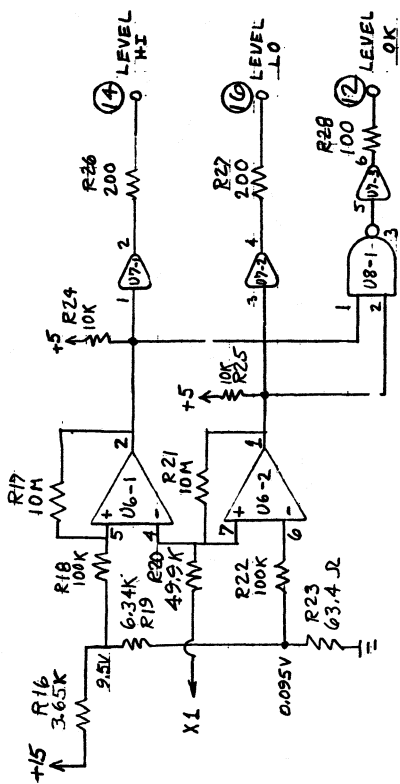 +15
R16
3.65K
9.5V
R18
100K
R17
10M
5
+
4
-
U6-1
2
+5
R24
10K
1
U7-1
2
R26
200
14
LEVEL
HI
6.34K
R19
R20
49.9K
X1
R21
10M
7
+
6
-
U6-2
1
+5
10K
R25
3
U7-2
4
R27
200
16
LEVEL
LO
0.095V
R22
100K
R23
63.4 Ω
1
2
U8-1
3
5
U7-3
6
R28
100
12
LEVEL
OK